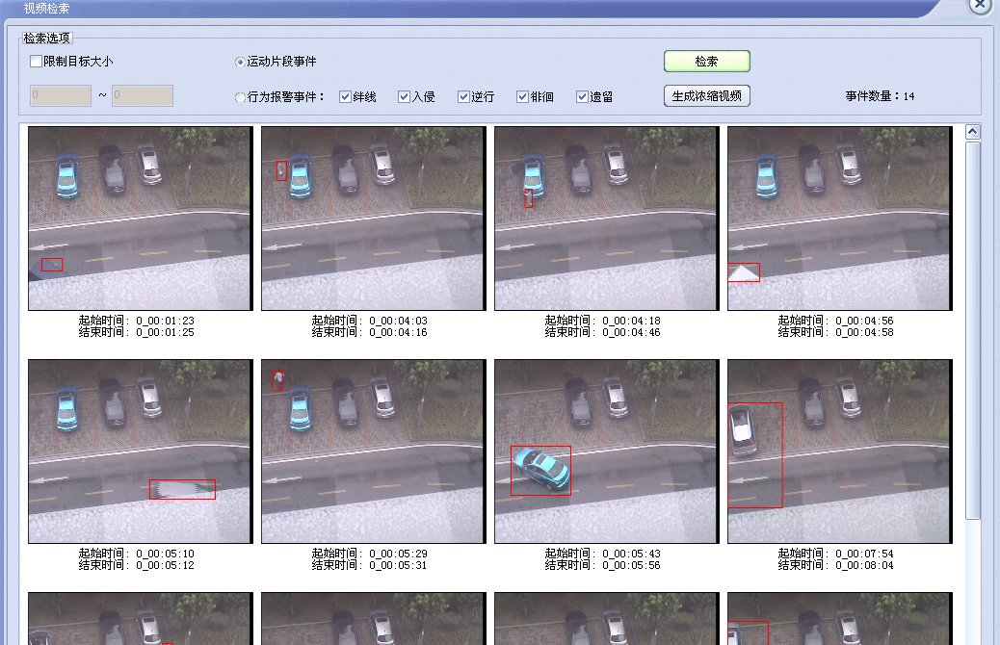 视频检索
检索选项
限制目标大小
运动片段事件
检索
0 ~ 0
行为报警事件： 绊线 入侵 逆行 徘徊 遗留
生成浓缩视频
事件数量：14
起始时间: 0_00:01:23
结束时间: 0_00:01:25
起始时间: 0_00:04:03
结束时间: 0_00:04:16
起始时间: 0_00:04:18
结束时间: 0_00:04:46
起始时间: 0_00:04:56
结束时间: 0_00:04:58
起始时间: 0_00:05:10
结束时间: 0_00:05:12
起始时间: 0_00:05:29
结束时间: 0_00:05:31
起始时间: 0_00:05:43
结束时间: 0_00:05:56
起始时间: 0_00:07:54
结束时间: 0_00:08:04